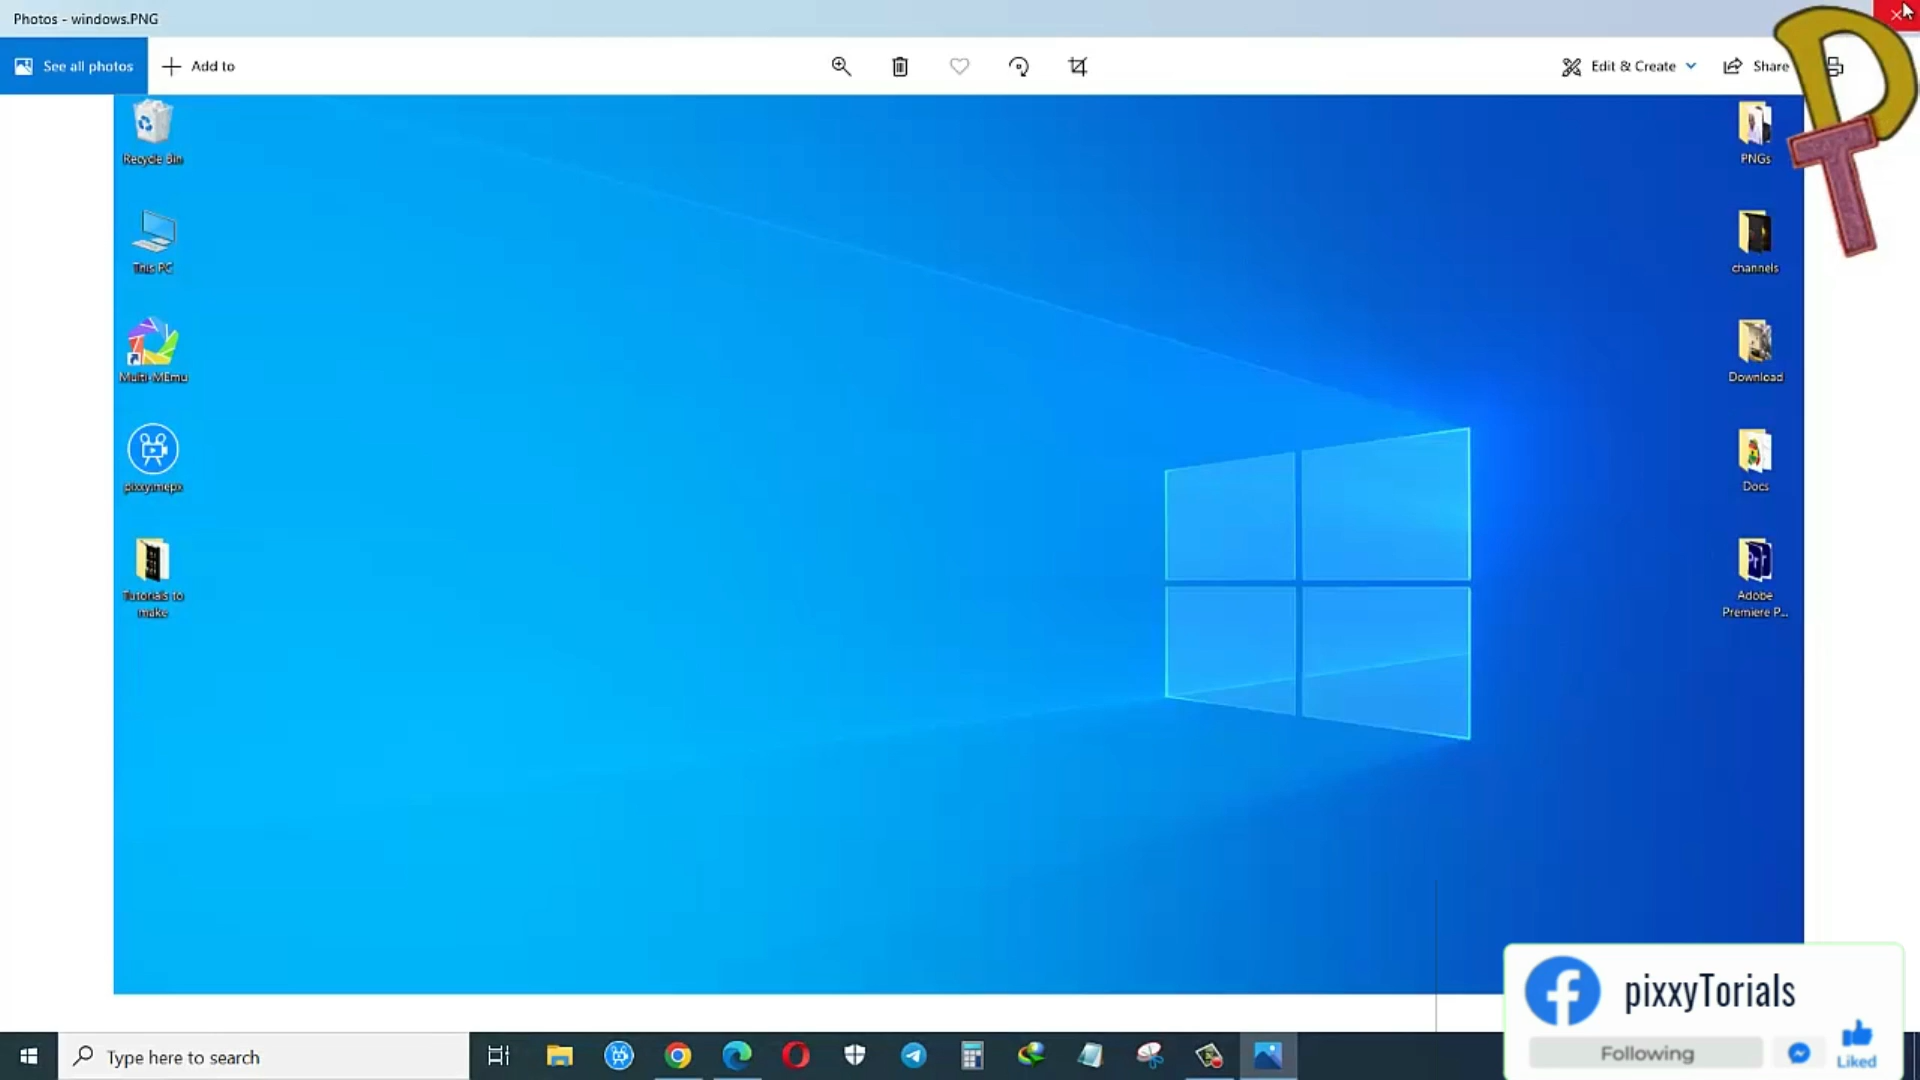 Photos - windows.PNG
See all photos
Add to
Edit & Create
Share
DT
Recycle Bin
PNGs
This PC
channels
Multi-MEmu
Download
Docs
Tutorials to
make
Adobe
Premiere P...
pixxyTorials
Following
Liked
Type here to search